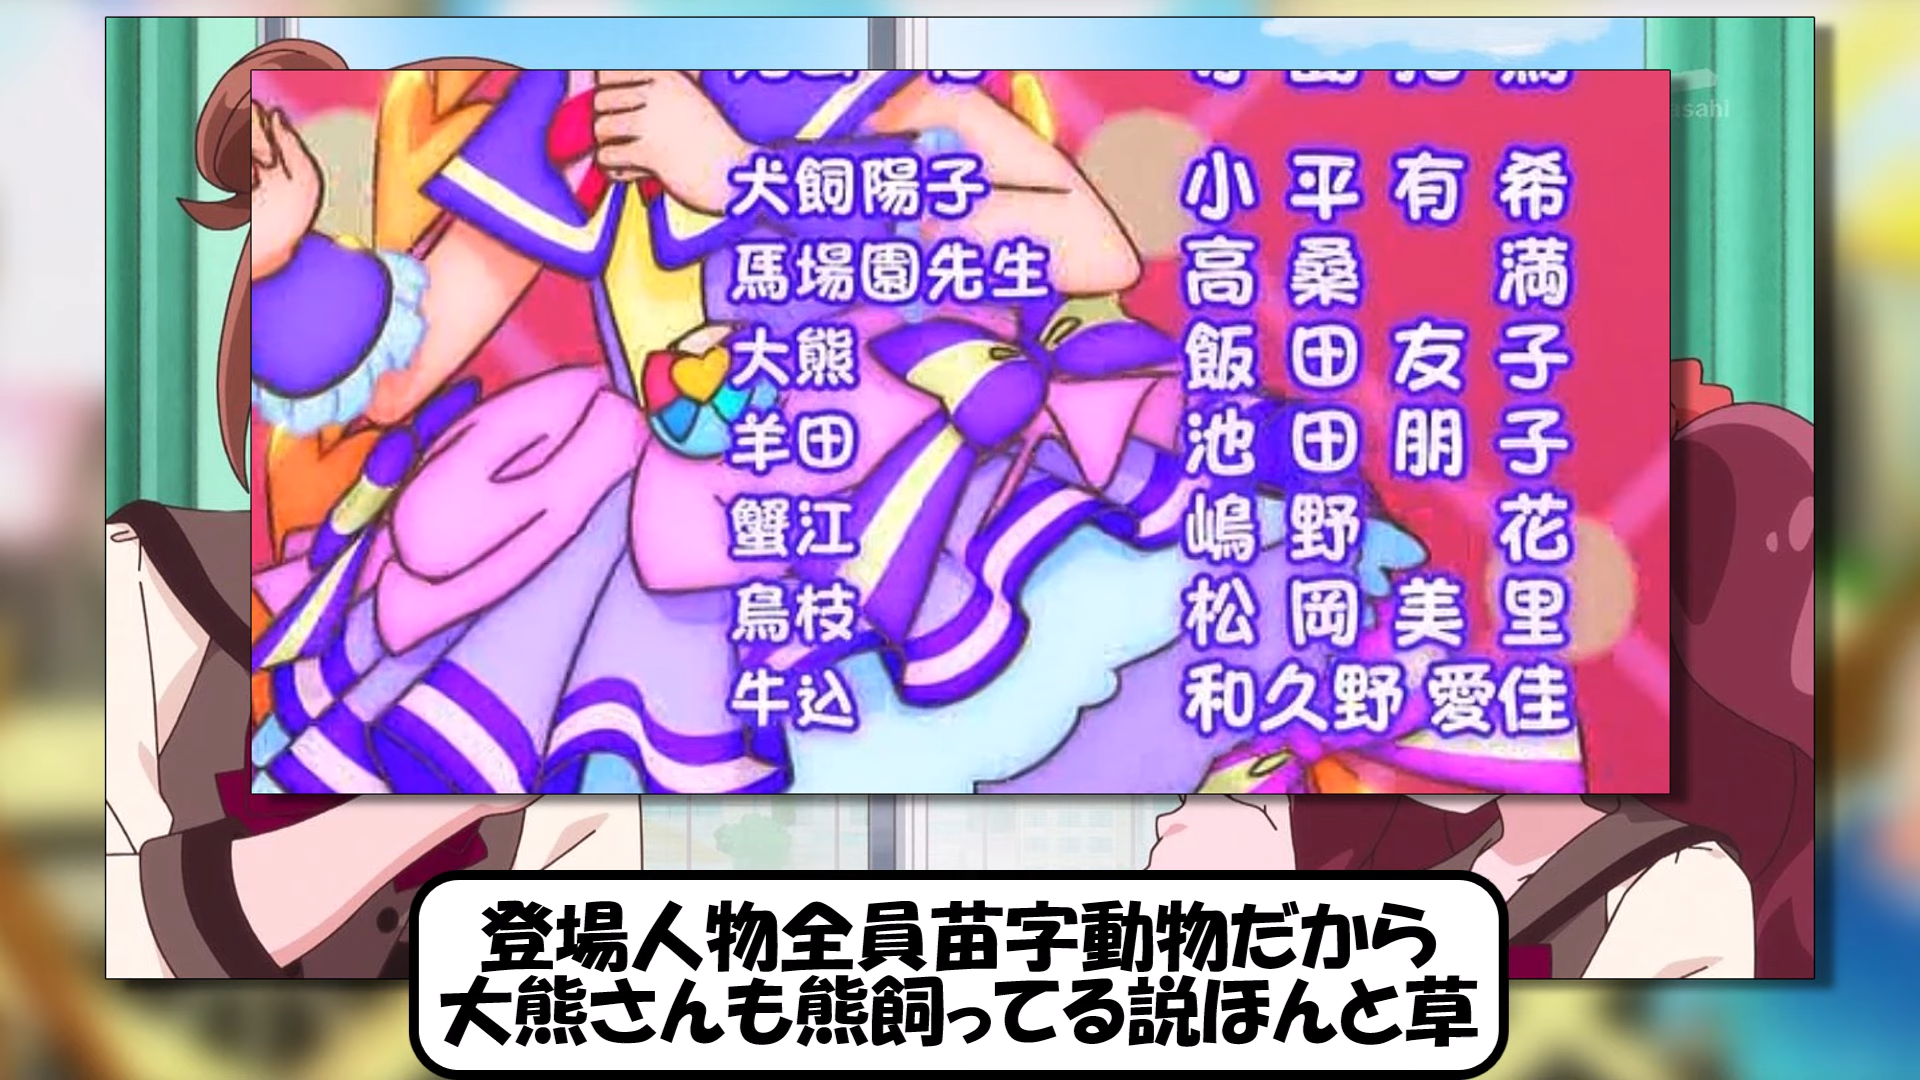 asahi
犬飼陽子 小平有希
馬場園先生 高桑 満
大熊 飯田友子
羊田 池田朋子
蟹江 嶋野 花
鳥枝 松岡美里
牛込 和久野愛佳
登場人物全員苗字動物だから
大熊さんも熊飼ってる説ほんと草